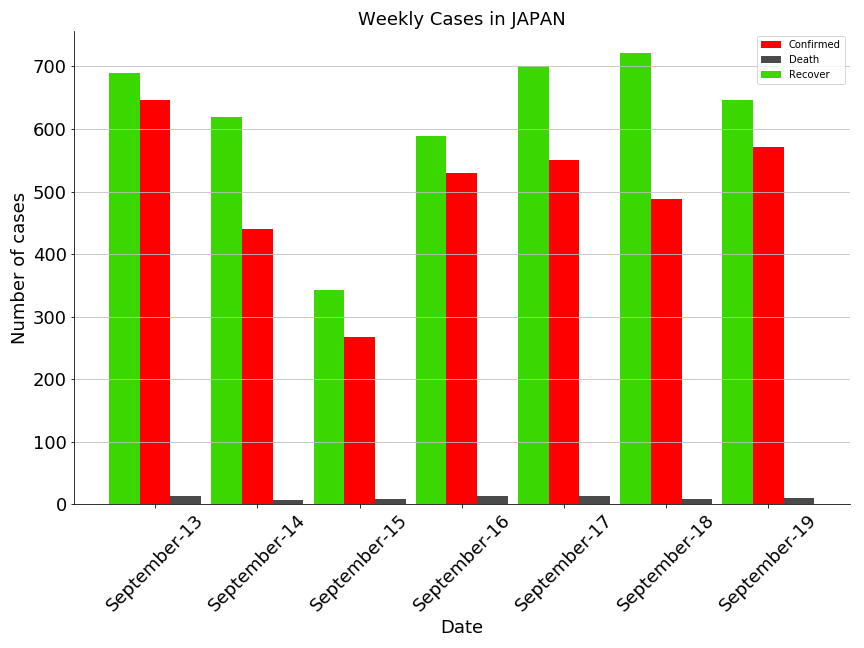 Weekly Cases in JAPAN
Confirmed
Death
Recover
Number of cases
700
600
500
400
300
200
100
0
September-13
September-14
September-15
September-16
September-17
September-18
September-19
Date